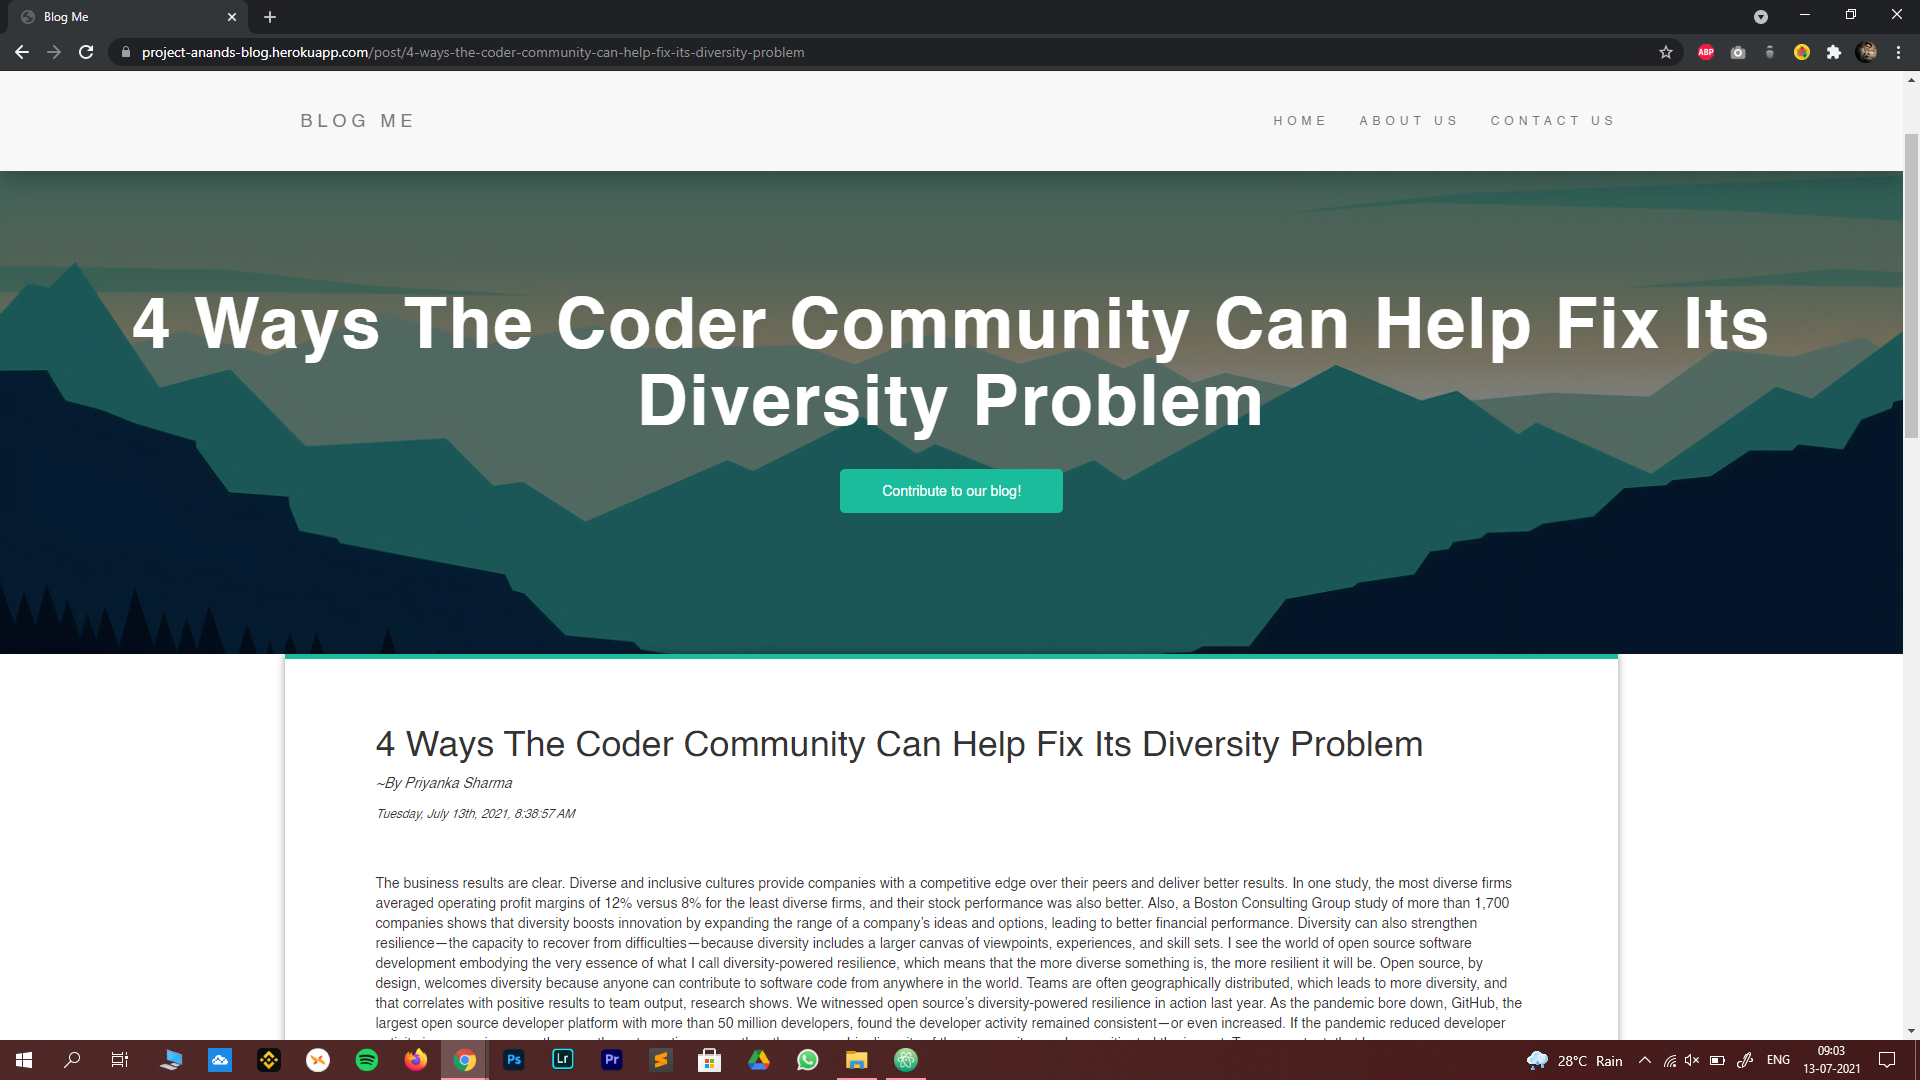 Blog Me
project-anands-blog.herokuapp.com/post/4-ways-the-coder-community-can-help-fix-its-diversity-problem
ABP
BLOG ME
HOME ABOUT US CONTACT US
4 Ways The Coder Community Can Help Fix Its
Diversity Problem
Contribute to our blog!
4 Ways The Coder Community Can Help Fix Its Diversity Problem
~By Priyanka Sharma
Tuesday, July 13th, 2021, 8:38:57 AM
The business results are clear. Diverse and inclusive cultures provide companies with a competitive edge over their peers and deliver better results. In one study, the most diverse firms
averaged operating profit margins of 12% versus 8% for the least diverse firms, and their stock performance was also better. Also, a Boston Consulting Group study of more than 1,700
companies shows that diversity boosts innovation by expanding the range of a company’s ideas and options, leading to better financial performance. Diversity can also strengthen
resilience—the capacity to recover from difficulties—because diversity includes a larger canvas of viewpoints, experiences, and skill sets. I see the world of open source software
development embodying the very essence of what I call diversity-powered resilience, which means that the more diverse something is, the more resilient it will be. Open source, by
design, welcomes diversity because anyone can contribute to software code from anywhere in the world. Teams are often geographically distributed, which leads to more diversity, and
that correlates with positive results to team output, research shows. We witnessed open source’s diversity-powered resilience in action last year. As the pandemic bore down, GitHub, the
largest open source developer platform with more than 50 million developers, found the developer activity remained consistent—or even increased. If the pandemic reduced developer
Ps Lr Pr
28°C Rain
ENG
09:03
13-07-2021